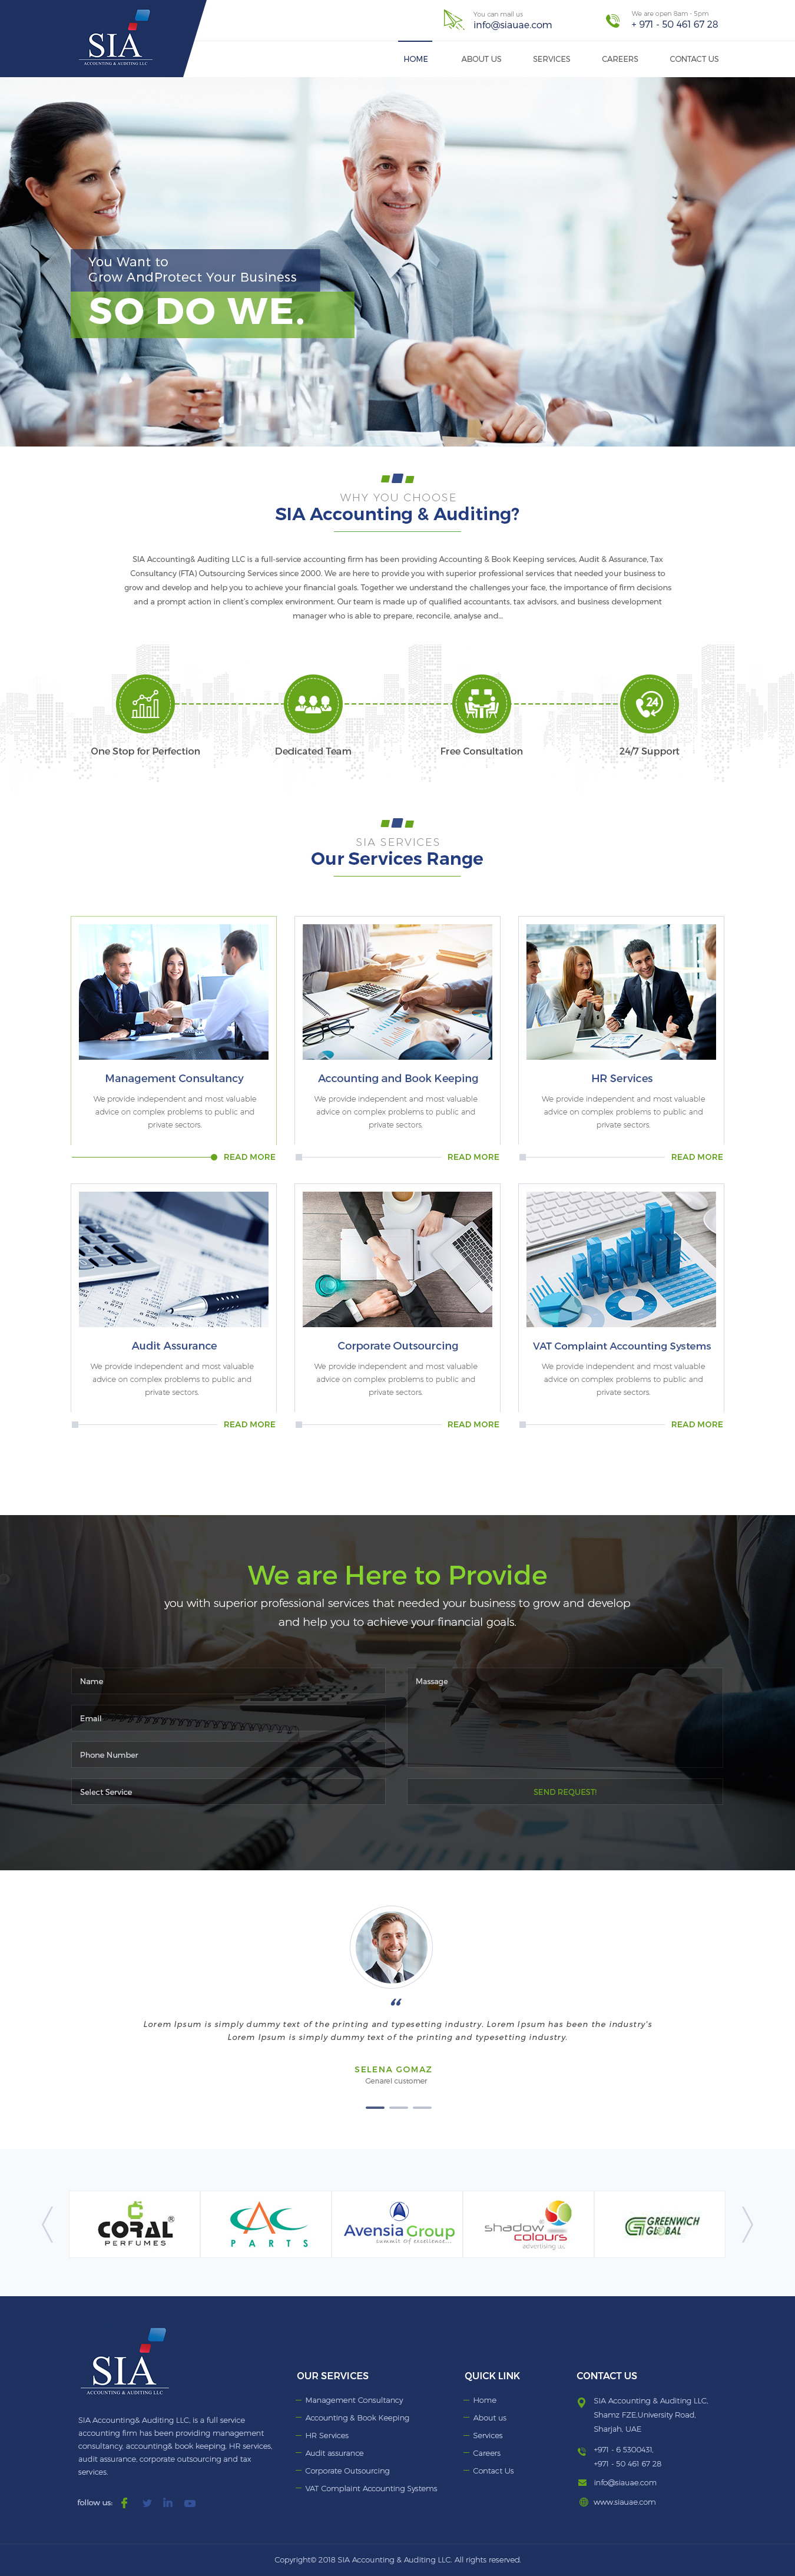 SIA
ACCOUNTING & AUDITING LLC
You can mail us
info@siauae.com
We are open 8am - 5pm
+ 971 - 50 461 67 28
HOME
ABOUT US
SERVICES
CAREERS
CONTACT US
You Want to
Grow AndProtect Your Business
SO DO WE.
WHY YOU CHOOSE
SIA Accounting & Auditing?
SIA Accounting& Auditing LLC is a full-service accounting firm has been providing Accounting & Book Keeping services, Audit & Assurance, Tax
Consultancy (FTA) Outsourcing Services since 2000. We are here to provide you with superior professional services that needed your business to
grow and develop and help you to achieve your financial goals. Together we understand the challenges your face, the importance of firm decisions
and a prompt action in client's complex environment. Our team is made up of qualified accountants, tax advisors, and business development
manager who is able to prepare, reconcile, analyse and...
24
One Stop for Perfection
Dedicated Team
Free Consultation
24/7 Support
SIA SERVICES
Our Services Range
Management Consultancy
We provide independent and most valuable
advice on complex problems to public and
private sectors.
READ MORE
Accounting and Book Keeping
We provide independent and most valuable
advice on complex problems to public and
private sectors.
READ MORE
HR Services
We provide independent and most valuable
advice on complex problems to public and
private sectors.
READ MORE
Audit Assurance
We provide independent and most valuable
advice on complex problems to public and
private sectors.
READ MORE
Corporate Outsourcing
We provide independent and most valuable
advice on complex problems to public and
private sectors.
READ MORE
VAT Complaint Accounting Systems
We provide independent and most valuable
advice on complex problems to public and
private sectors.
READ MORE
We are Here to Provide
you with superior professional services that needed your business to grow and develop
and help you to achieve your financial goals.
Name
Email
Phone Number
Select Service
Massage
SEND REQUEST!
“
Lorem Ipsum is simply dummy text of the printing and typesetting industry. Lorem Ipsum has been the industry's
Lorem Ipsum is simply dummy text of the printing and typesetting industry.
SELENA GOMAZ
Genarel customer
CORAL®
PERFUMES
CAC
PARTS
Avensia Group
summit Of excellence...
shadow
colours
advertising us.
GREENWICH
GLOBAL
SIA
ACCOUNTING & AUDITING LLC
SIA Accounting& Auditing LLC, is a full service
accounting firm has been providing management
consultancy, accounting& book keeping, HR services,
audit assurance, corporate outsourcing and tax
services.
follow us:
OUR SERVICES
Management Consultancy
Accounting & Book Keeping
HR Services
Audit assurance
Corporate Outsourcing
VAT Complaint Accounting Systems
QUICK LINK
Home
About us
Services
Careers
Contact Us
CONTACT US
SIA Accounting & Auditing LLC,
Shamz FZE,University Road,
Sharjah, UAE
+971 - 6 5300431,
+971 - 50 461 67 28
info@siauae.com
www.siauae.com
Copyright© 2018 SIA Accounting & Auditing LLC. All rights reserved.